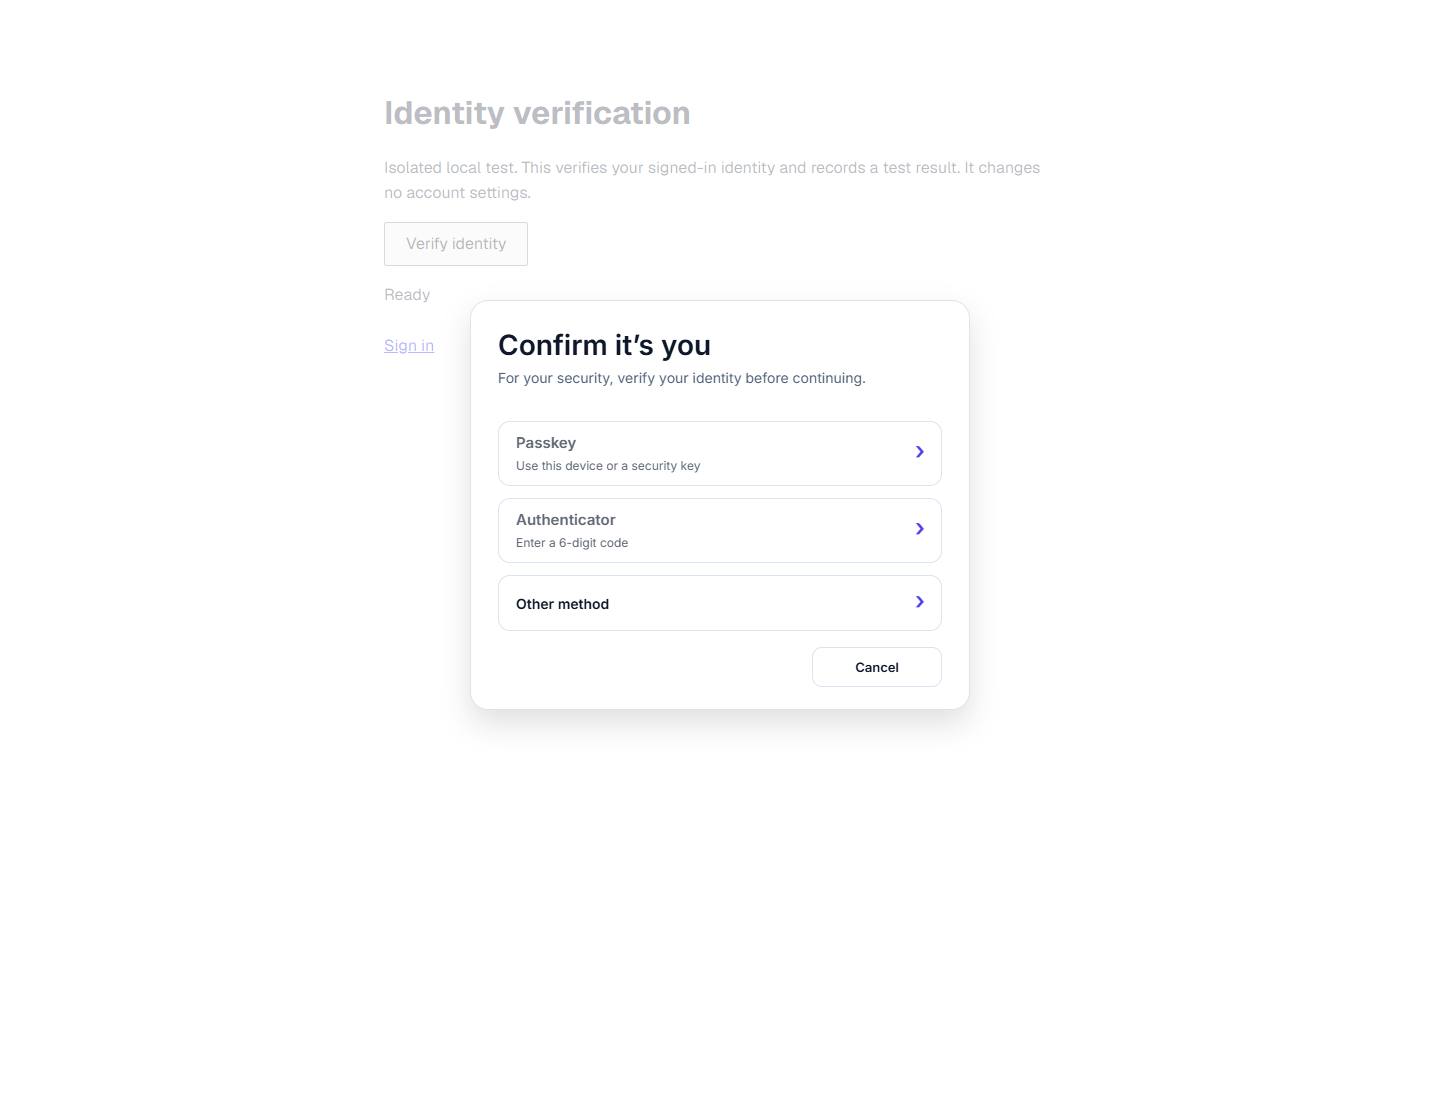 Identity verification
Isolated local test. This verifies your signed-in identity and records a test result. It changes
no account settings.
Verify identity
Ready
Sign in
Confirm it’s you
For your security, verify your identity before continuing.
Passkey
Use this device or a security key
Authenticator
Enter a 6-digit code
Other method
Cancel